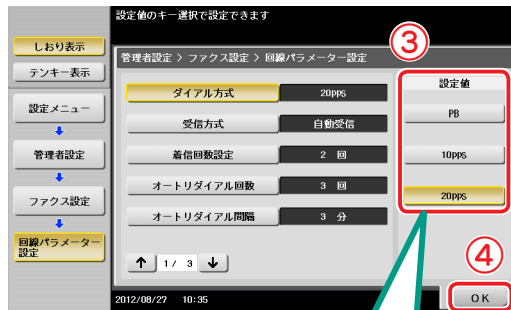 設定値のキー選択で設定できます
しおり表示
テンキー表示
設定メニュー
管理者設定
ファクス設定
回線パラメーター
設定
管理者設定 > ファクス設定 > 回線パラメーター設定
ダイアル方式 20pps
受信方式 自動受信
着信回数設定 2 回
オートリダイアル回数 3 回
オートリダイアル間隔 3 分
↑ 1/ 3 ↓
③
設定値
PB
10pps
20pps
④
2012/08/27 10:35
OK